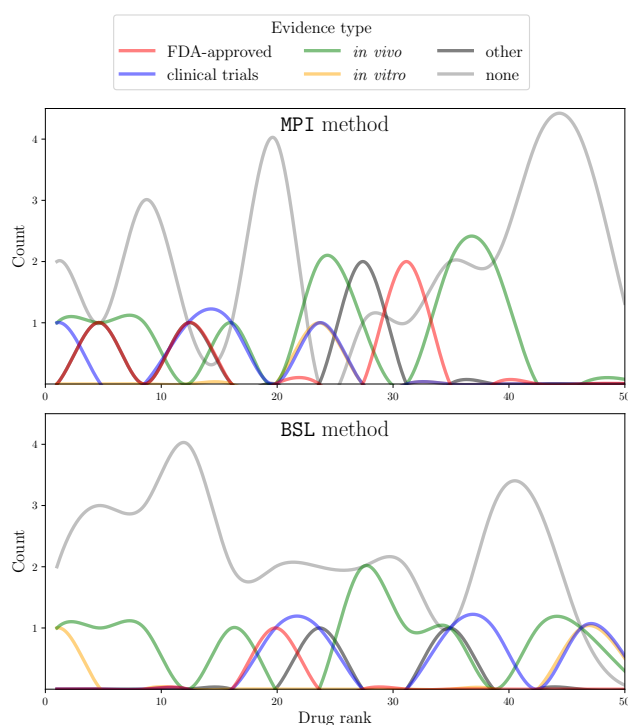 Evidence type
FDA-approved in vivo other
clinical trials in vitro none
MPI method
Count
4
3
2
1
0 10 20 30 40 50
BSL method
Count
4
3
2
1
0 10 20 30 40 50
Drug rank